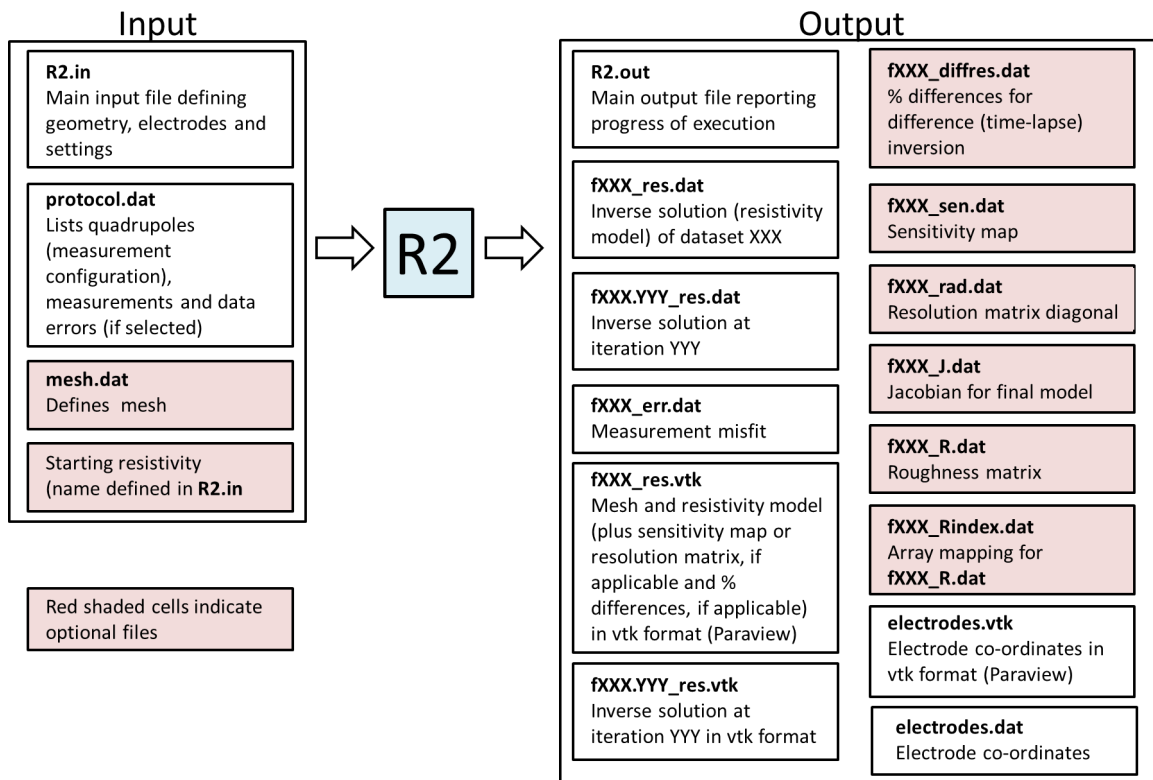 Input
R2.in
Main input file defining
geometry, electrodes and
settings
protocol.dat
Lists quadrupoles
(measurement
configuration),
measurements and data
errors (if selected)
mesh.dat
Defines mesh
Starting resistivity
(name defined in R2.in
Red shaded cells indicate
optional files
R2
Output
R2.out
Main output file reporting
progress of execution
fXXX_res.dat
Inverse solution (resistivity
model) of dataset XXX
fXXX.YYY_res.dat
Inverse solution at
iteration YYY
fXXX_err.dat
Measurement misfit
fXXX_res.vtk
Mesh and resistivity model
(plus sensitivity map or
resolution matrix, if
applicable and %
differences, if applicable)
in vtk format (Paraview)
fXXX.YYY_res.vtk
Inverse solution at
iteration YYY in vtk format
fXXX_diffres.dat
% differences for
difference (time-lapse)
inversion
fXXX_sen.dat
Sensitivity map
fXXX_rad.dat
Resolution matrix diagonal
fXXX_J.dat
Jacobian for final model
fXXX_R.dat
Roughness matrix
fXXX_Rindex.dat
Array mapping for
fXXX_R.dat
electrodes.vtk
Electrode co-ordinates in
vtk format (Paraview)
electrodes.dat
Electrode co-ordinates